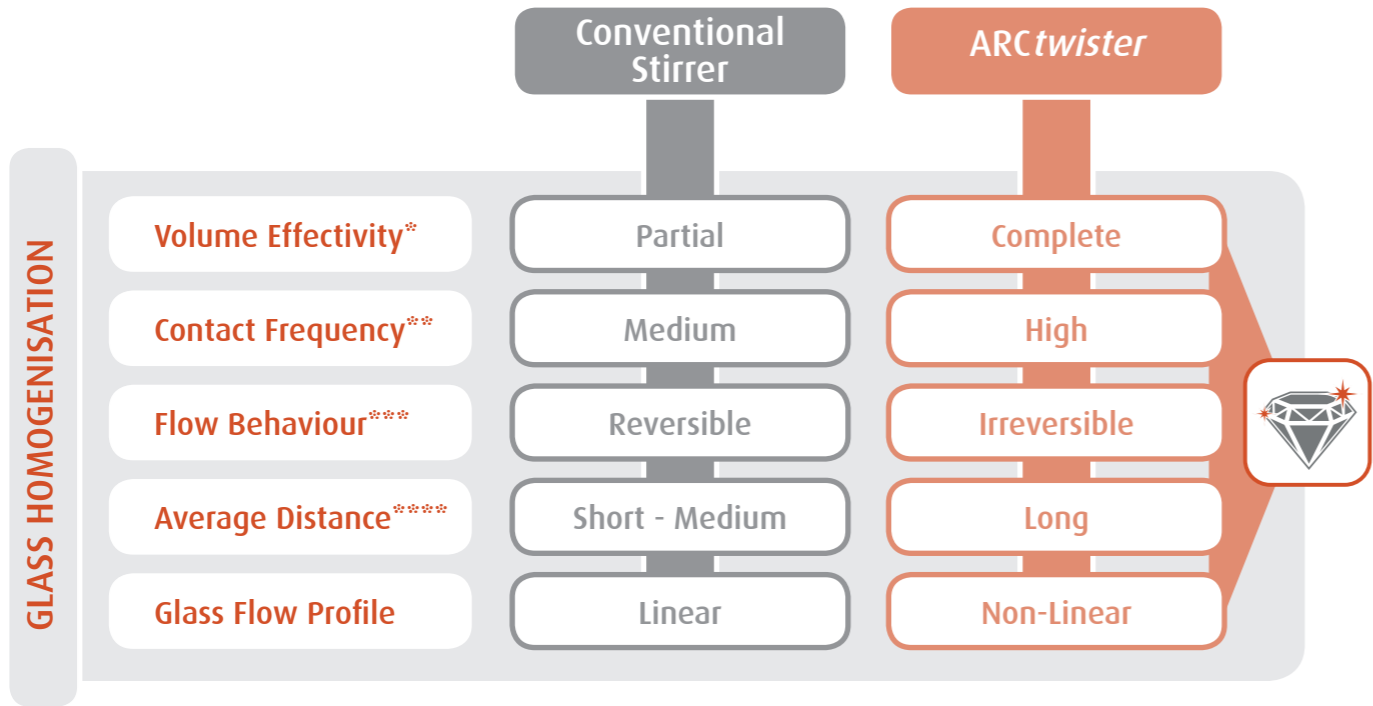 Conventional
Stirrer
ARCtwister
GLASS HOMOGENISATION
Volume Effectivity*
Partial
Complete
Contact Frequency**
Medium
High
Flow Behaviour***
Reversible
Irreversible
Average Distance****
Short - Medium
Long
Glass Flow Profile
Linear
Non-Linear